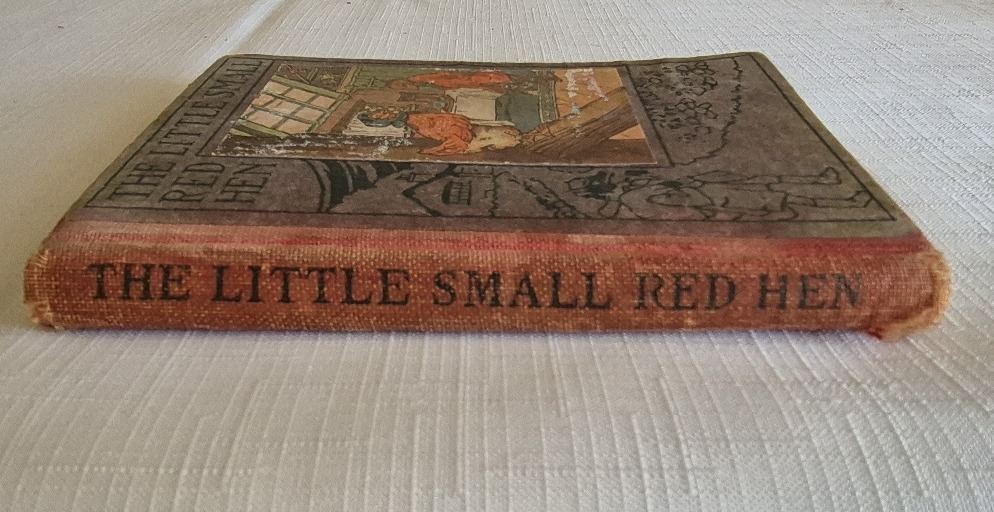 THE LITTLE SMALL
RED
HEN
THE LITTLE SMALL RED HEN